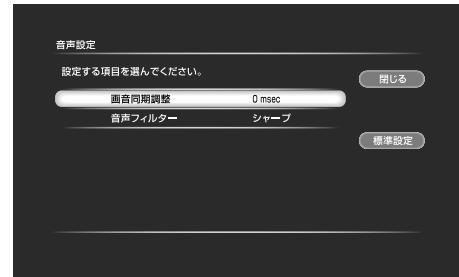 音声設定
設定する項目を選んでください。
閉じる
画音同期調整 0 msec
音声フィルター シャープ
標準設定